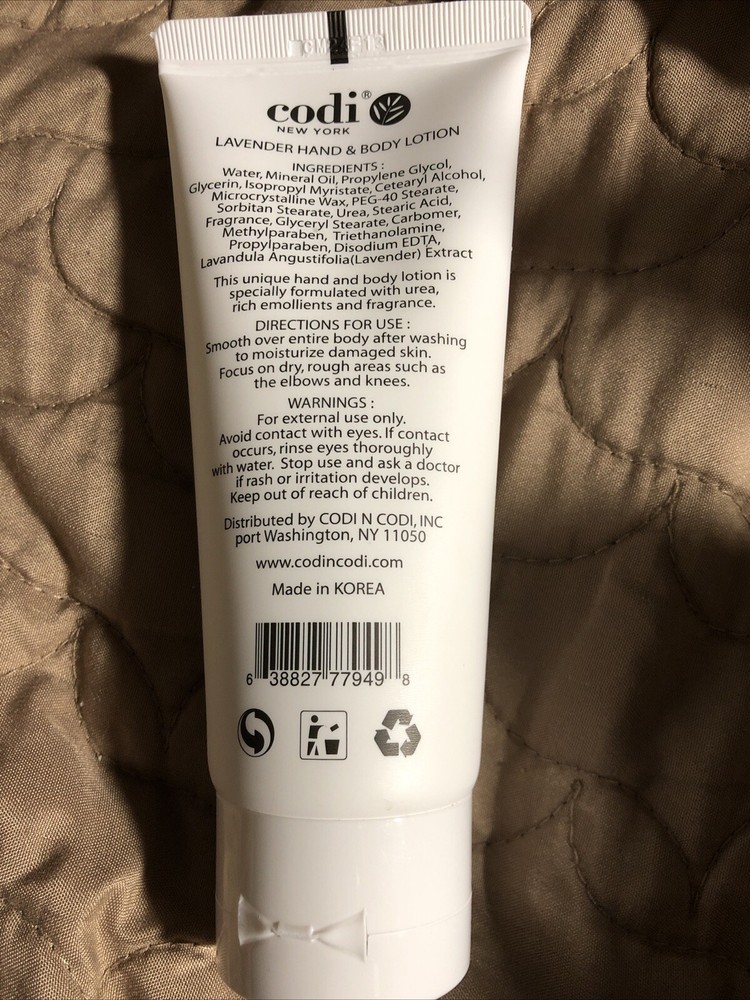 codi®
NEW YORK
LAVENDER HAND & BODY LOTION
INGREDIENTS :
Water, Mineral Oil, Propylene Glycol,
Glycerin, Isopropyl Myristate, Cetearyl Alcohol,
Microcrystalline Wax, PEG-40 Stearate,
Sorbitan Stearate, Urea, Stearic Acid,
Fragrance, Glyceryl Stearate, Carbomer,
Methylparaben, Triethanolamine,
Propylparaben, Disodium EDTA,
Lavandula Angustifolia(Lavender) Extract
This unique hand and body lotion is
specially formulated with urea,
rich emollients and fragrance.
DIRECTIONS FOR USE :
Smooth over entire body after washing
to moisturize damaged skin.
Focus on dry, rough areas such as
the elbows and knees.
WARNINGS :
For external use only.
Avoid contact with eyes. If contact
occurs, rinse eyes thoroughly
with water. Stop use and ask a doctor
if rash or irritation develops.
Keep out of reach of children.
Distributed by CODI N CODI, INC
port Washington, NY 11050
www.codincodi.com
Made in KOREA
6 38827 77949 8